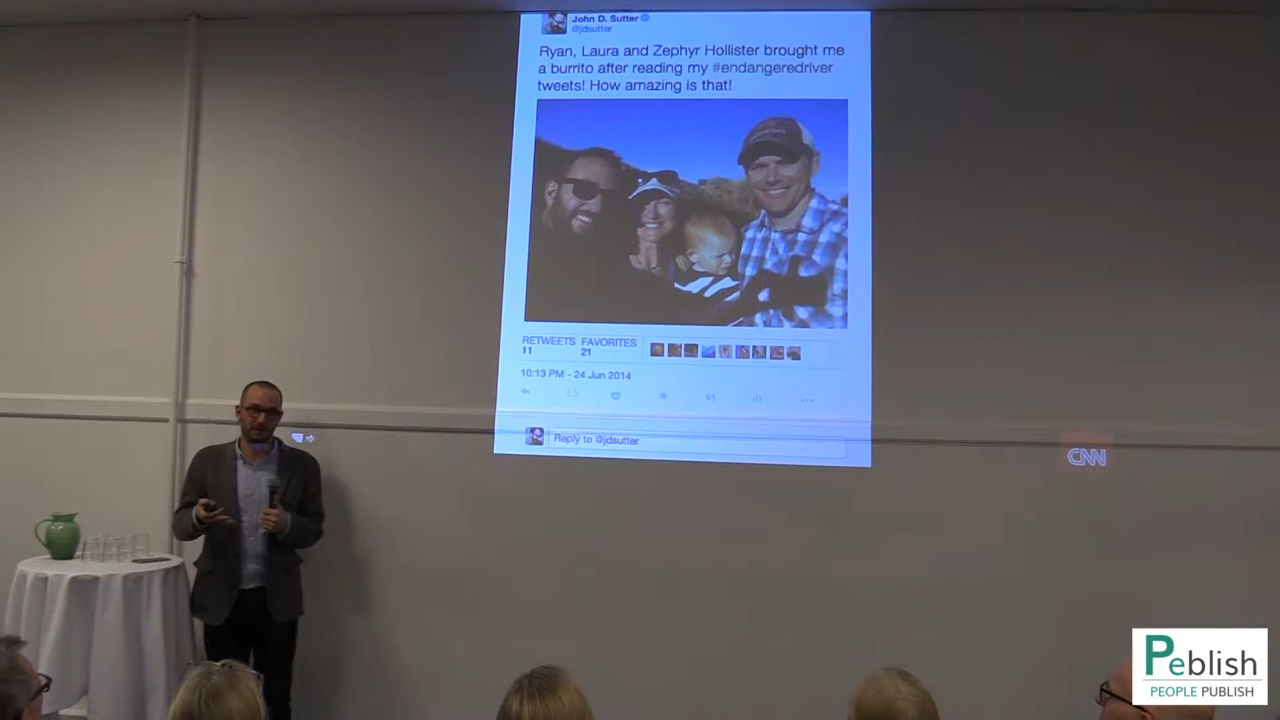 John D. Sutter
@jdsutter
Ryan, Laura and Zephyr Hollister brought me
a burrito after reading my #endangeredriver
tweets! How amazing is that!
RETWEETS FAVORITES
11 21
10:13 PM - 24 Jun 2014
Reply to @jdsutter
CNN
Peblish
PEOPLE PUBLISH